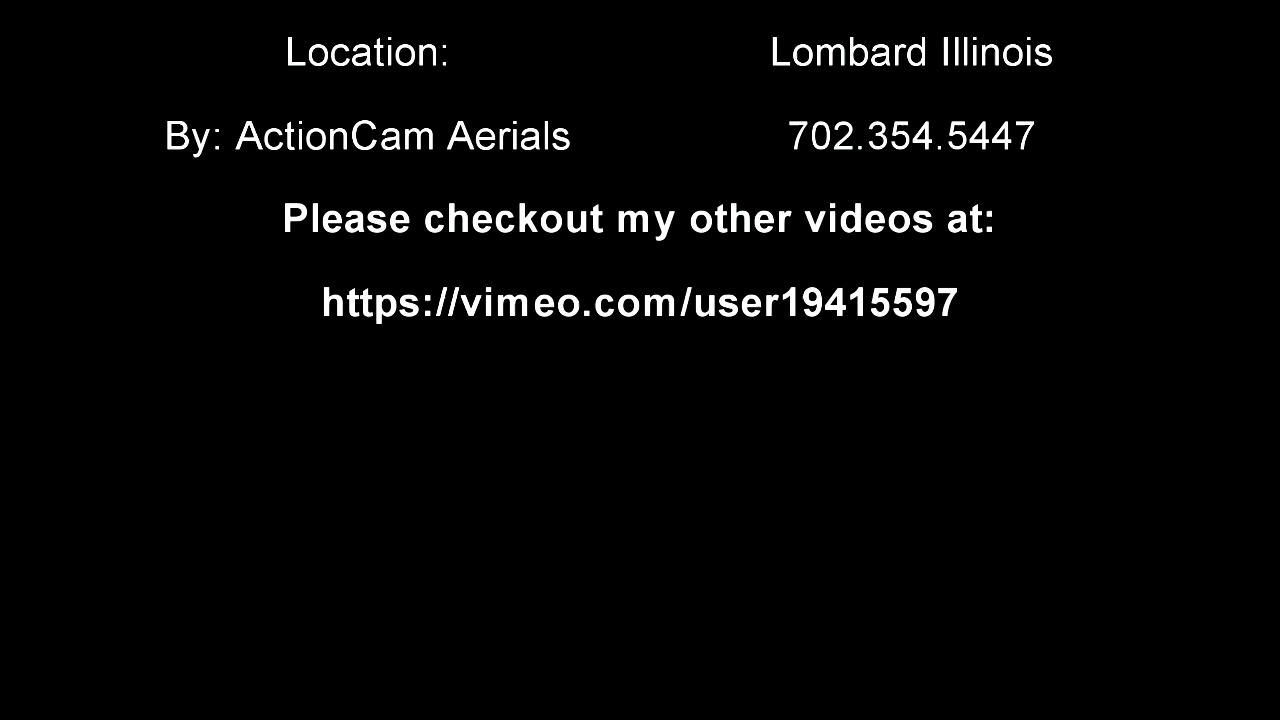 Location: Lombard Illinois
By: ActionCam Aerials 702.354.5447
Please checkout my other videos at:
https://vimeo.com/user19415597